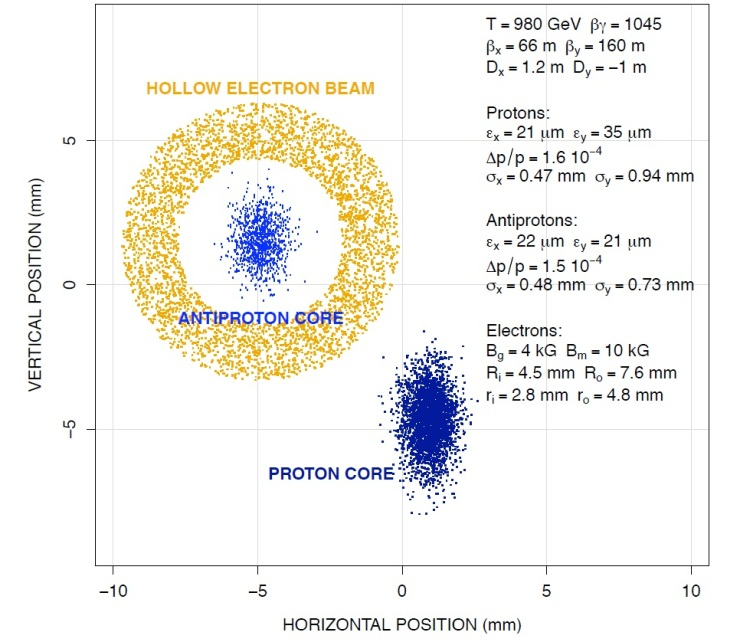 T = 980 GeV βγ = 1045
βx = 66 m βy = 160 m
Dx = 1.2 m Dy = −1 m
HOLLOW ELECTRON BEAM
Protons:
εx = 21 μm εy = 35 μm
Δp/p = 1.6 10⁻⁴
σx = 0.47 mm σy = 0.94 mm
Antiprotons:
εx = 22 μm εy = 21 μm
Δp/p = 1.5 10⁻⁴
σx = 0.48 mm σy = 0.73 mm
ANTIPROTON CORE
Electrons:
Bg = 4 kG Bm = 10 kG
Ri = 4.5 mm Ro = 7.6 mm
ri = 2.8 mm ro = 4.8 mm
PROTON CORE
VERTICAL POSITION (mm)
5
0
−5
−10
−5
0
5
10
HORIZONTAL POSITION (mm)